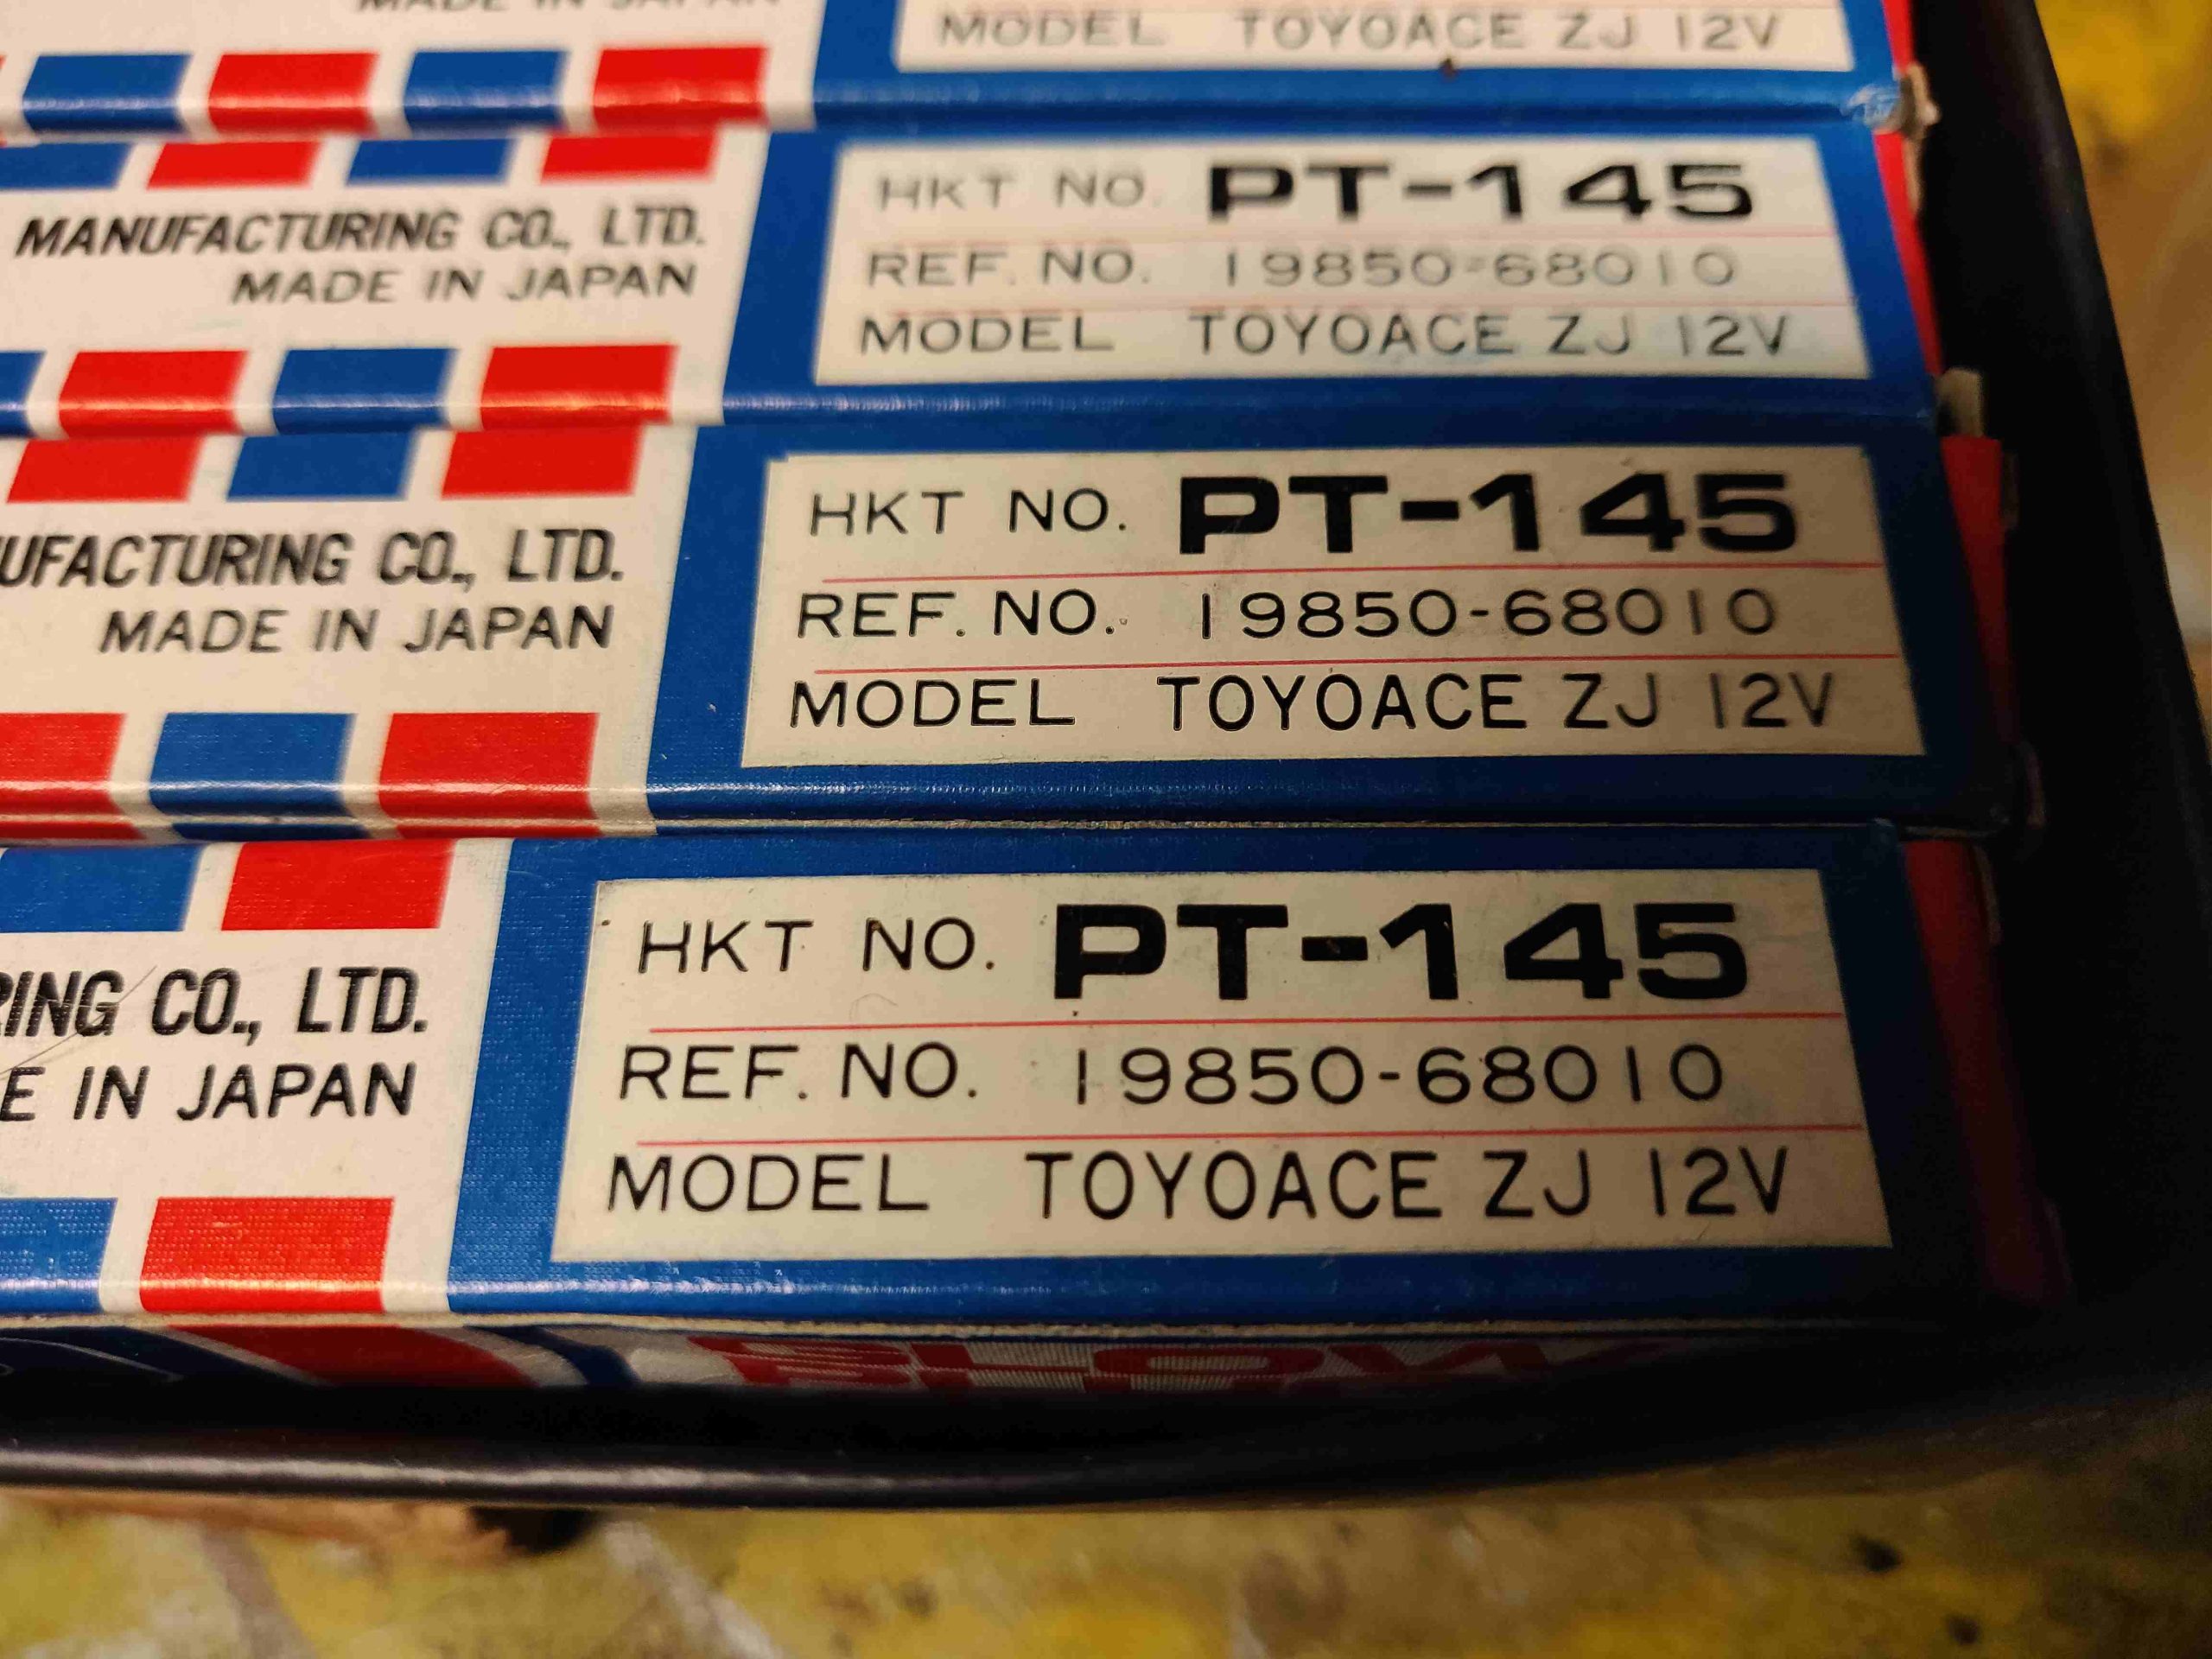 MADE IN JAPAN
MODEL TOYOACE ZJ 12V
MANUFACTURING CO., LTD.
MADE IN JAPAN
HKT NO. PT-145
REF. NO. 19850-68010
MODEL TOYOACE ZJ 12V
UFACTURING CO., LTD.
MADE IN JAPAN
HKT NO. PT-145
REF. NO. 19850-68010
MODEL TOYOACE ZJ 12V
RING CO., LTD.
E IN JAPAN
HKT NO. PT-145
REF. NO. 19850-68010
MODEL TOYOACE ZJ 12V